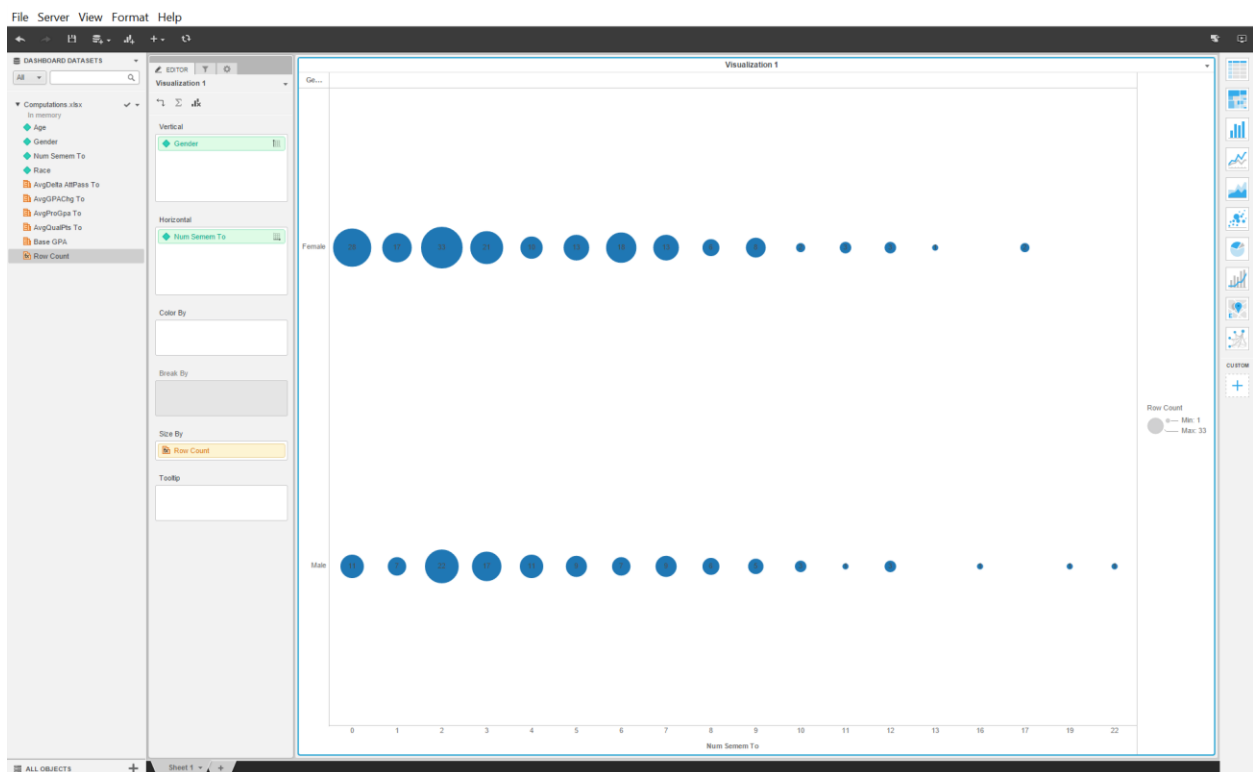 File Server View Format Help
DASHBOARD DATASETS
All
Computations.xlsx
In memory
Age
Gender
Num Semem To
Race
AvgDelta AttPass To
AvgGPAChg To
AvgProGpa To
AvgQualPts To
Base GPA
Row Count
ALL OBJECTS
EDITOR
Visualization 1
Vertical
Gender
Horizontal
Num Semem To
Color By
Break By
Size By
Row Count
Tooltip
Sheet 1
Visualization 1
Ge...
Female
33 21
Male
22 17
0 1 2 3 4 5 6 7 8 9 10 11 12 13 16 17 19 22
Num Semem To
Row Count
Min: 1
Max: 33
CUSTOM